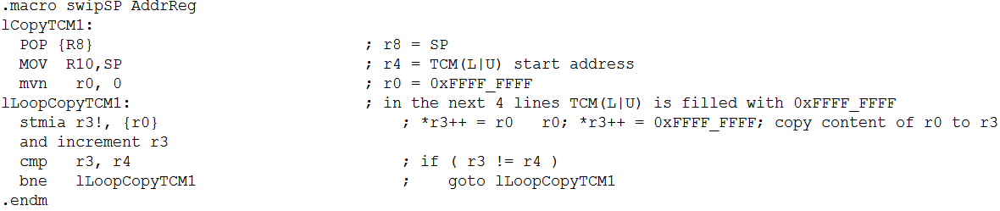 .macro swipSP AddrReg
lCopyTCM1:
POP {R8} ; r8 = SP
MOV R10,SP ; r4 = TCM(L|U) start address
mvn r0, 0 ; r0 = 0xFFFF_FFFF
lLoopCopyTCM1: ; in the next 4 lines TCM(L|U) is filled with 0xFFFF_FFFF
stmia r3!, {r0} ; *r3++ = r0 r0; *r3++ = 0xFFFF_FFFF; copy content of r0 to r3
and increment r3
cmp r3, r4 ; if ( r3 != r4 )
bne lLoopCopyTCM1 ; goto lLoopCopyTCM1
.endm